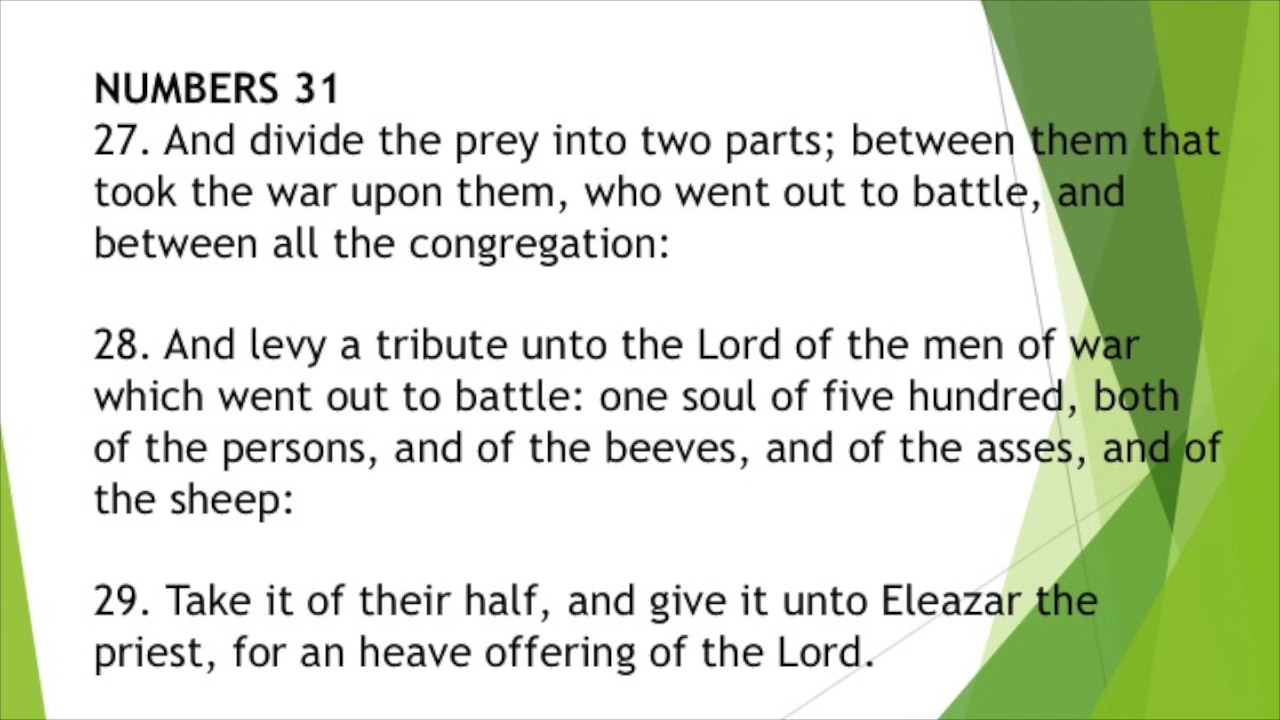 NUMBERS 31
27. And divide the prey into two parts; between them that
took the war upon them, who went out to battle, and
between all the congregation:
28. And levy a tribute unto the Lord of the men of war
which went out to battle: one soul of five hundred, both
of the persons, and of the beeves, and of the asses, and of
the sheep:
29. Take it of their half, and give it unto Eleazar the
priest, for an heave offering of the Lord.